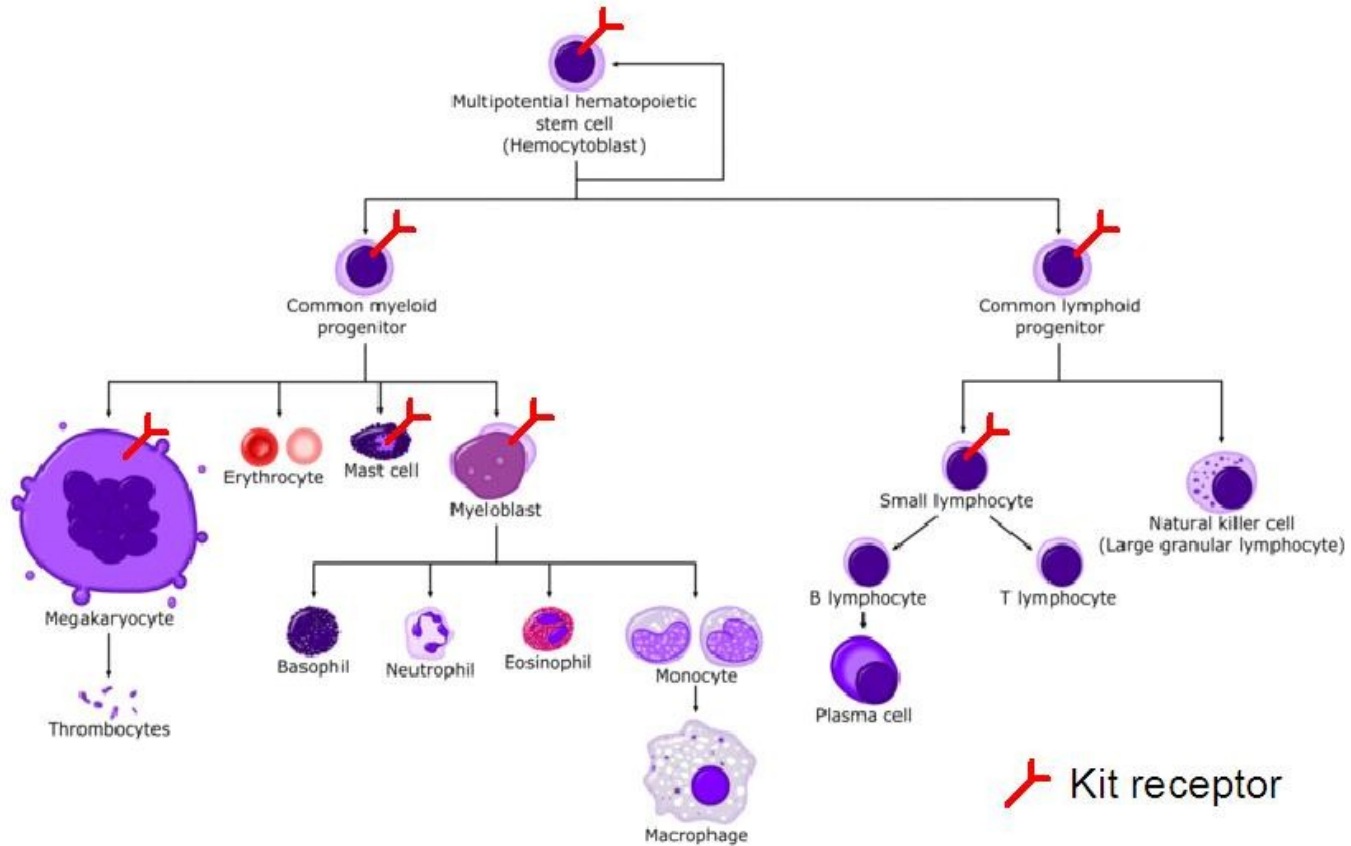 Multipotential hematopoietic
stem cell
(Hemocytoblast)
Common myeloid
progenitor
Common lymphoid
progenitor
Megakaryocyte
Erythrocyte
Mast cell
Myeloblast
Small lymphocyte
Natural killer cell
(Large granular lymphocyte)
B lymphocyte
T lymphocyte
Basophil
Neutrophil
Eosinophil
Monocyte
Thrombocytes
Plasma cell
Macrophage
Kit receptor